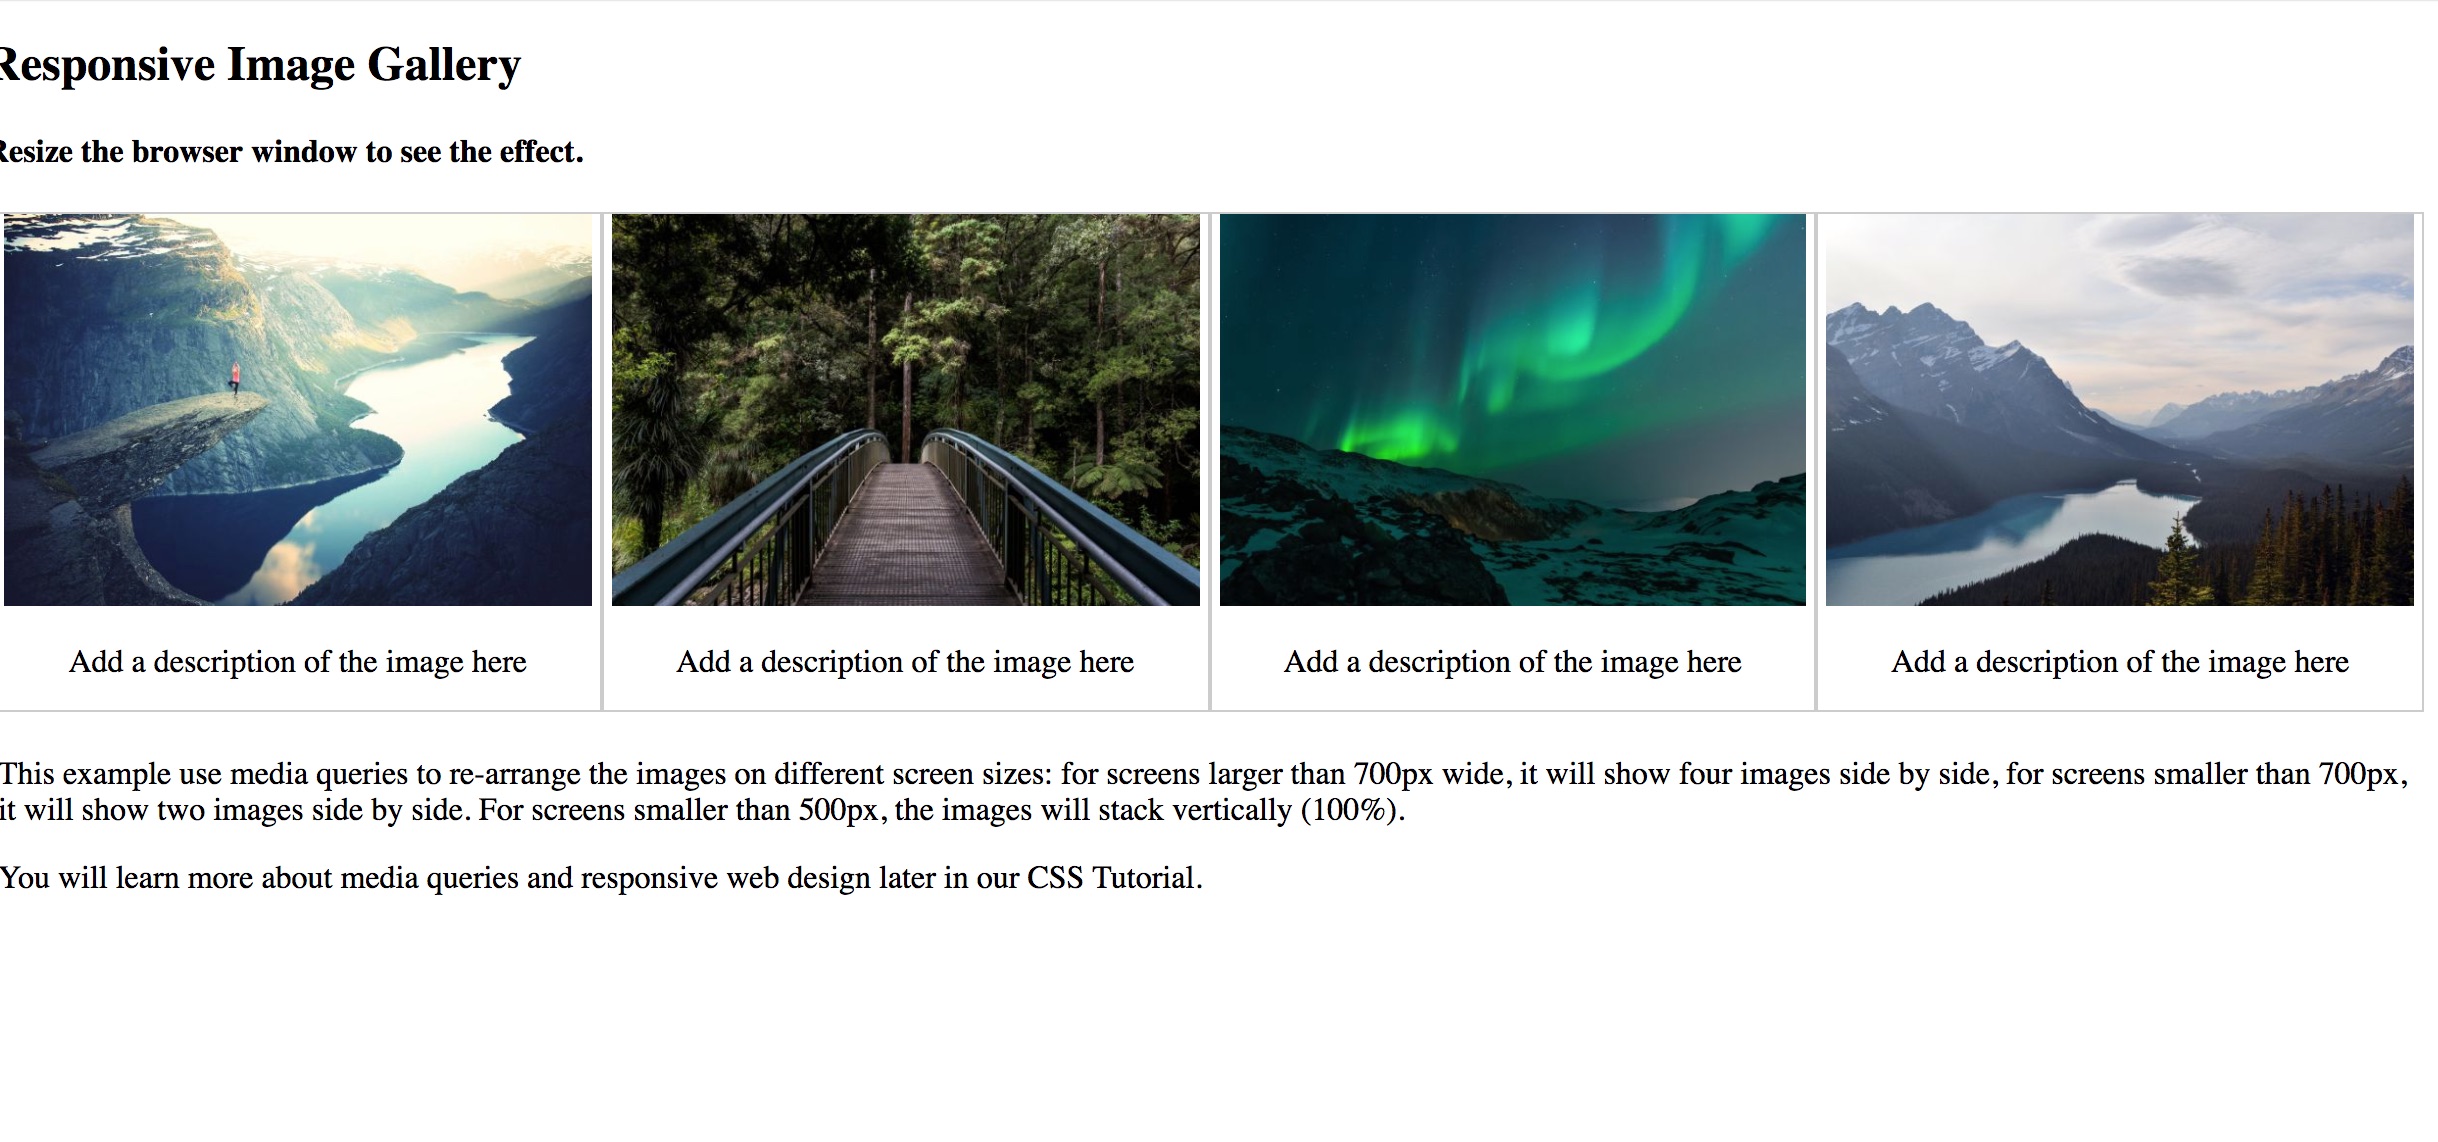 Responsive Image Gallery
Resize the browser window to see the effect.
Add a description of the image here
Add a description of the image here
Add a description of the image here
Add a description of the image here
This example use media queries to re-arrange the images on different screen sizes: for screens larger than 700px wide, it will show four images side by side, for screens smaller than 700px,
it will show two images side by side. For screens smaller than 500px, the images will stack vertically (100%).
You will learn more about media queries and responsive web design later in our CSS Tutorial.